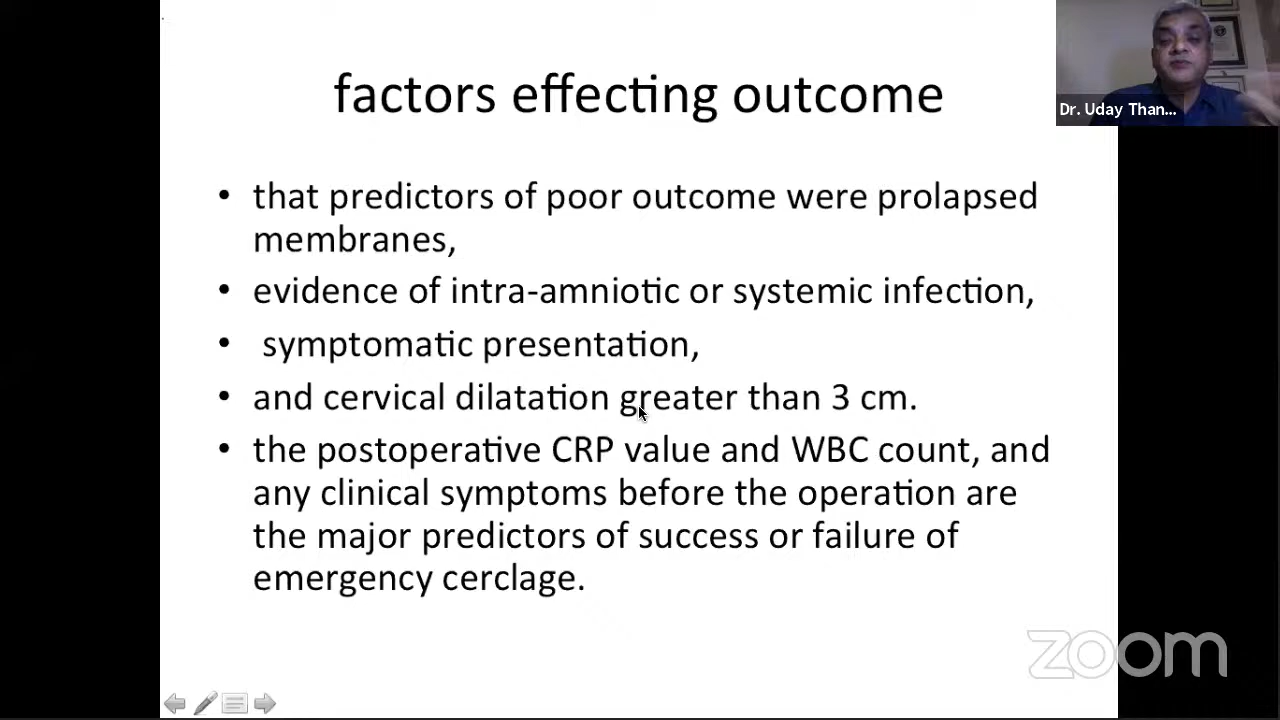 factors effecting outcome
Dr. Uday Than...
• that predictors of poor outcome were prolapsed
membranes,
• evidence of intra-amniotic or systemic infection,
• symptomatic presentation,
• and cervical dilatation greater than 3 cm.
• the postoperative CRP value and WBC count, and
any clinical symptoms before the operation are
the major predictors of success or failure of
emergency cerclage.
zoom